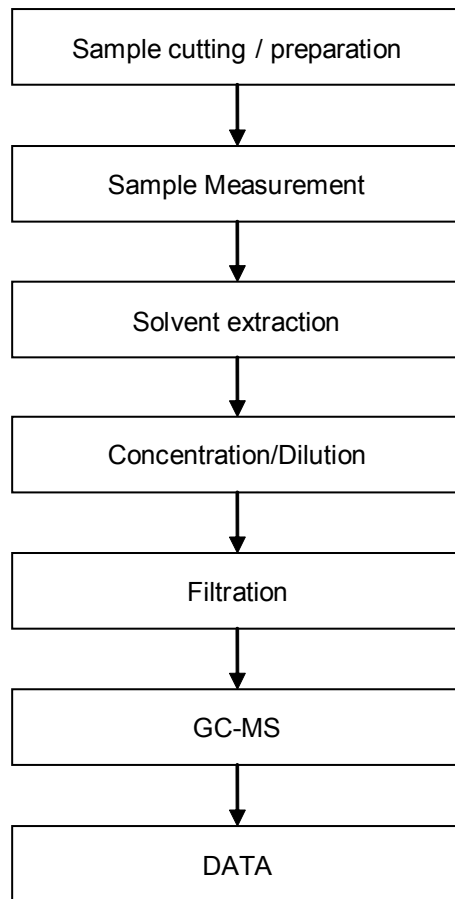 Sample cutting / preparation
Sample Measurement
Solvent extraction
Concentration/Dilution
Filtration
GC-MS
DATA